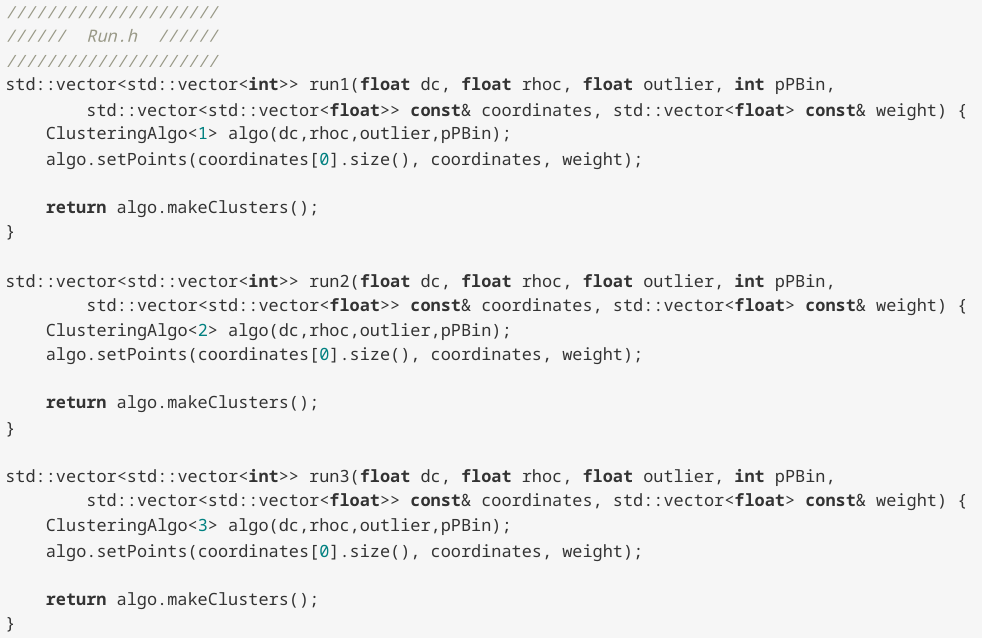 /////////////////////
//////  Run.h  //////
/////////////////////
std::vector<std::vector<int>> run1(float dc, float rhoc, float outlier, int pPBin,
        std::vector<std::vector<float>> const& coordinates, std::vector<float> const& weight) {
    ClusteringAlgo<1> algo(dc,rhoc,outlier,pPBin);
    algo.setPoints(coordinates[0].size(), coordinates, weight);

    return algo.makeClusters();
}

std::vector<std::vector<int>> run2(float dc, float rhoc, float outlier, int pPBin,
        std::vector<std::vector<float>> const& coordinates, std::vector<float> const& weight) {
    ClusteringAlgo<2> algo(dc,rhoc,outlier,pPBin);
    algo.setPoints(coordinates[0].size(), coordinates, weight);

    return algo.makeClusters();
}

std::vector<std::vector<int>> run3(float dc, float rhoc, float outlier, int pPBin,
        std::vector<std::vector<float>> const& coordinates, std::vector<float> const& weight) {
    ClusteringAlgo<3> algo(dc,rhoc,outlier,pPBin);
    algo.setPoints(coordinates[0].size(), coordinates, weight);

    return algo.makeClusters();
}